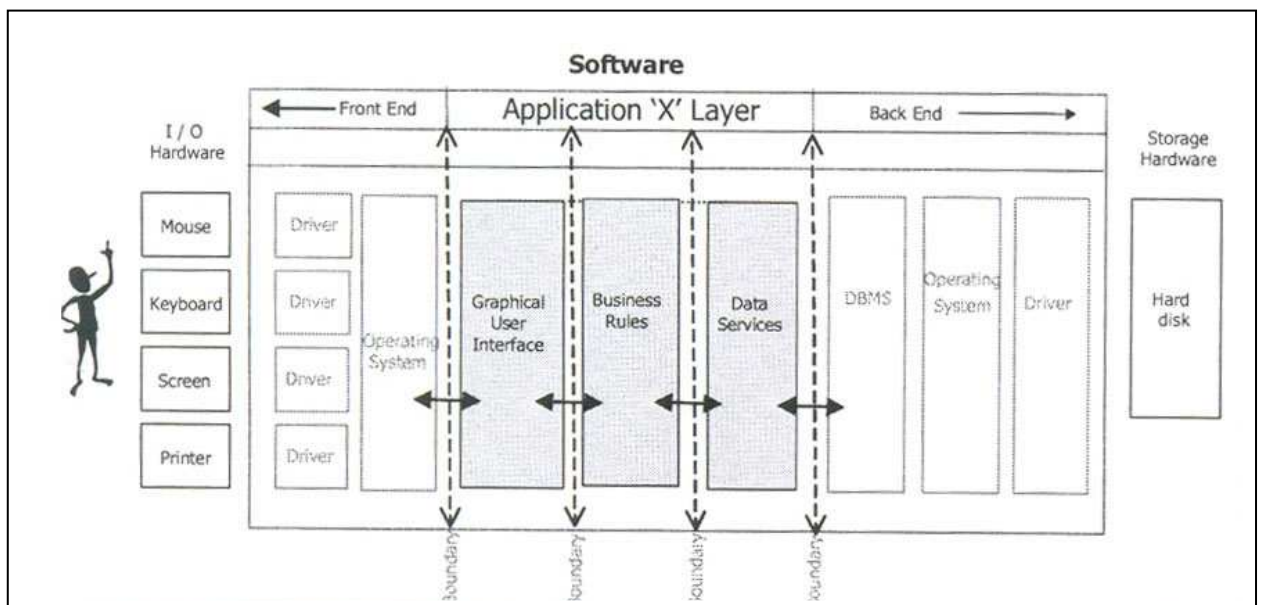 Software
Front End
Application 'X' Layer
Back End
I / O
Hardware
Storage
Hardware
Mouse
Keyboard
Screen
Printer
Driver
Driver
Driver
Driver
Operating
System
Graphical
User
Interface
Business
Rules
Data
Services
DBMS
Operating
System
Driver
Hard
disk
Boundary
Boundary
Boundary
Boundary